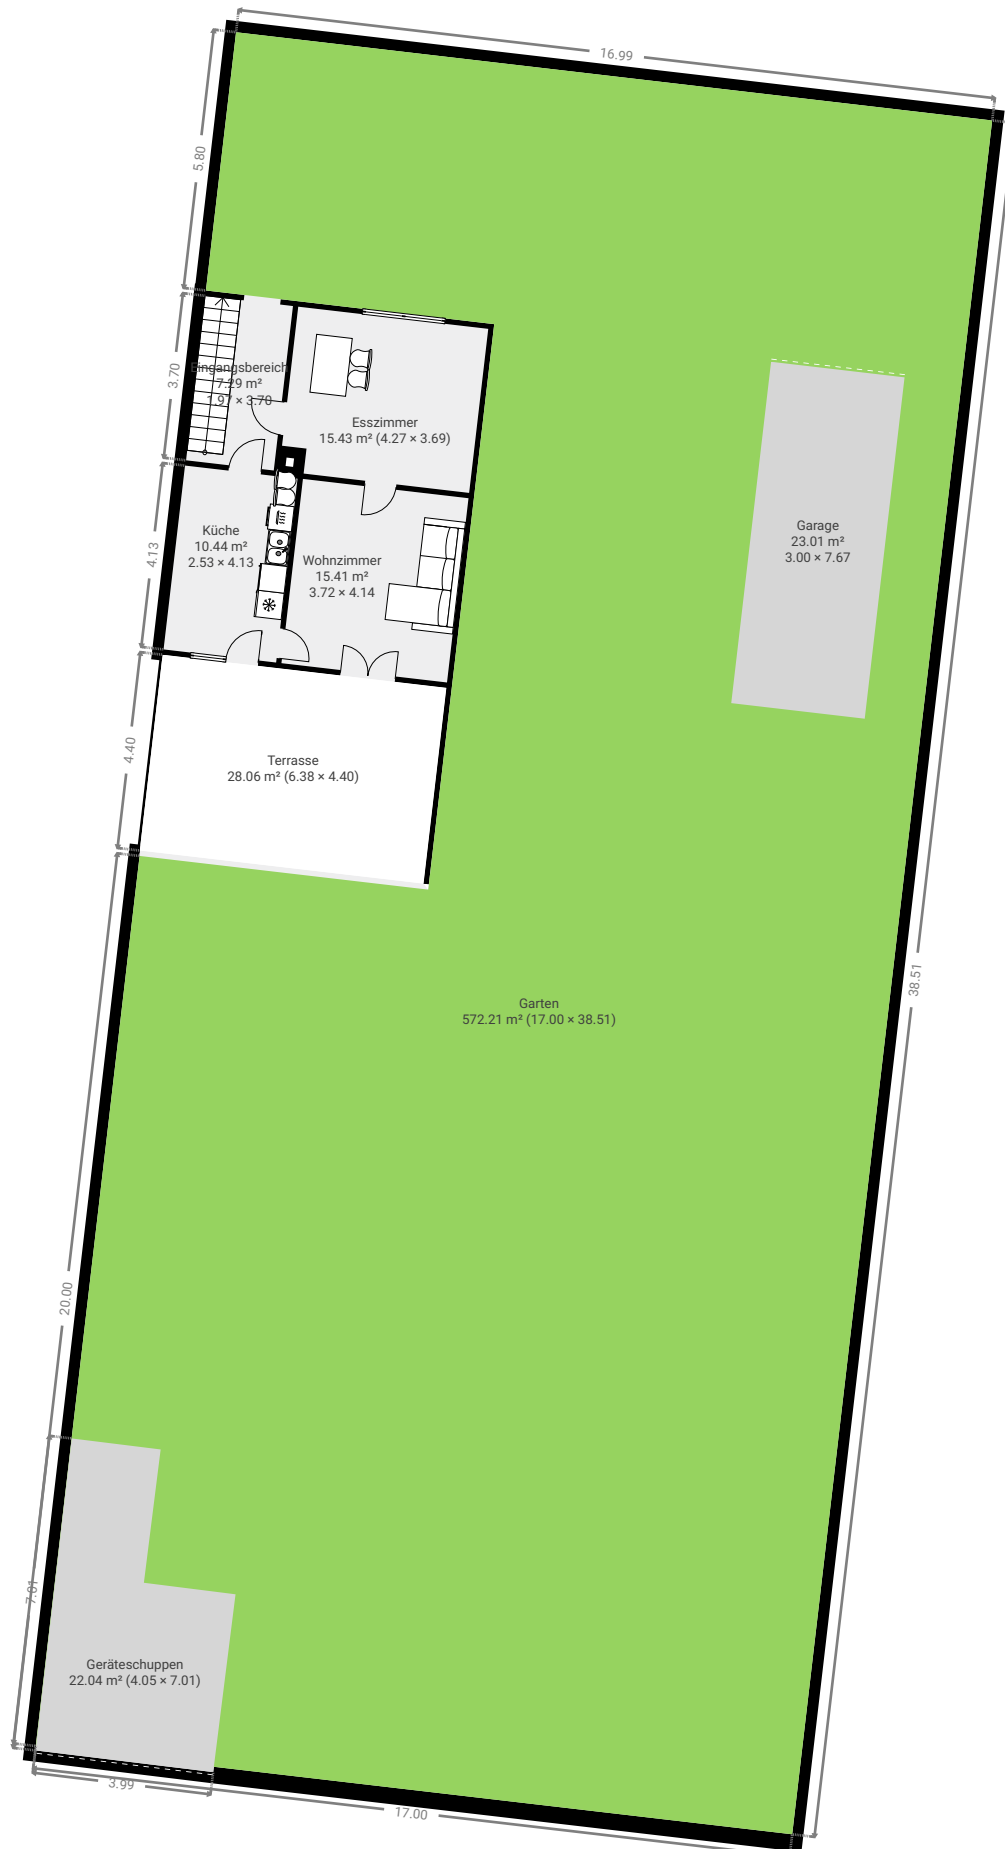 16.99
5.80
3.70
Eingangsbereich
7.29 m²
1.97 × 3.70
Esszimmer
15.43 m² (4.27 × 3.69)
4.13
Küche
10.44 m²
2.53 × 4.13
Wohnzimmer
15.41 m²
3.72 × 4.14
Garage
23.01 m²
3.00 × 7.67
4.40
Terrasse
28.06 m² (6.38 × 4.40)
38.51
Garten
572.21 m² (17.00 × 38.51)
20.00
7.01
Geräteschuppen
22.04 m² (4.05 × 7.01)
3.99
17.00